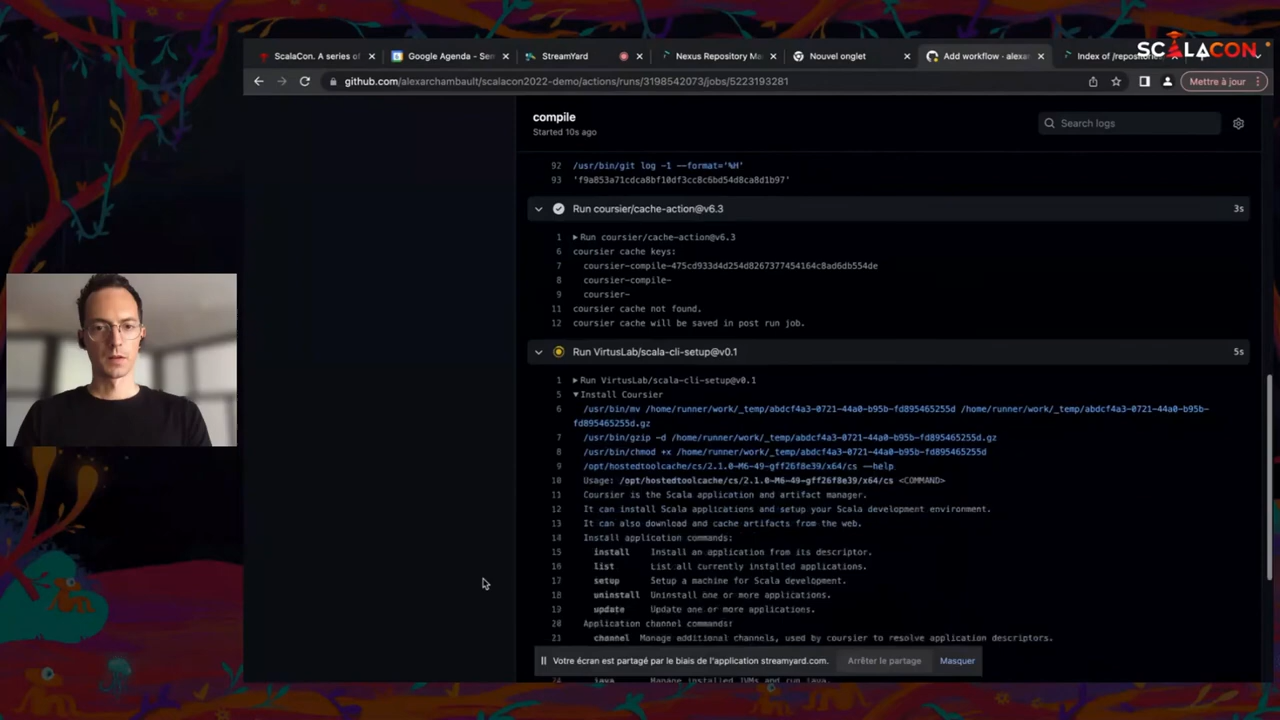 SCALACON.
ScalaCon. A series of
Google Agenda - Sen
StreamYard
Nexus Repository Ma
Nouvel onglet
Add workflow · alexar
Index of /reposito
github.com/alexarchambault/scalacon2022-demo/actions/runs/3198542073/jobs/5223193281
Mettre à jour
compile
Started 10s ago
Search logs
92 /usr/bin/git log -1 --format='%H'
93 'f9a853a71cdca8bf10df3cc8c6bd54d8ca8d1b97'
Run coursier/cache-action@v6.3 3s
1 Run coursier/cache-action@v6.3
6 coursier cache keys:
7 coursier-compile-475cd933d4d254d8267377454164c8ad6db554de
8 coursier-compile-
9 coursier-
11 coursier cache not found.
12 coursier cache will be saved in post run job.
Run VirtusLab/scala-cli-setup@v0.1 5s
1 Run VirtusLab/scala-cli-setup@v0.1
5 Install Coursier
6 /usr/bin/mv /home/runner/work/_temp/abdcf4a3-0721-44a0-b95b-fd895465255d /home/runner/work/_temp/abdcf4a3-0721-44a0-b95b-
fd895465255d.gz
7 /usr/bin/gzip -d /home/runner/work/_temp/abdcf4a3-0721-44a0-b95b-fd895465255d.gz
8 /usr/bin/chmod +x /home/runner/work/_temp/abdcf4a3-0721-44a0-b95b-fd895465255d
9 /opt/hostedtoolcache/cs/2.1.0-M6-49-gff26f8e39/x64/cs --help
10 Usage: /opt/hostedtoolcache/cs/2.1.0-M6-49-gff26f8e39/x64/cs <COMMAND>
11 Coursier is the Scala application and artifact manager.
12 It can install Scala applications and setup your Scala development environment.
13 It can also download and cache artifacts from the web.
14 Install application commands:
15 install Install an application from its descriptor.
16 list List all currently installed applications.
17 setup Setup a machine for Scala development.
18 uninstall Uninstall one or more applications.
19 update Update one or more applications.
20 Application channel commands:
21 channel Manage additional channels, used by coursier to resolve application descriptors.
Votre écran est partagé par le biais de l'application streamyard.com. Arrêter le partage Masquer
24 java Manage installed JVMs and run java.